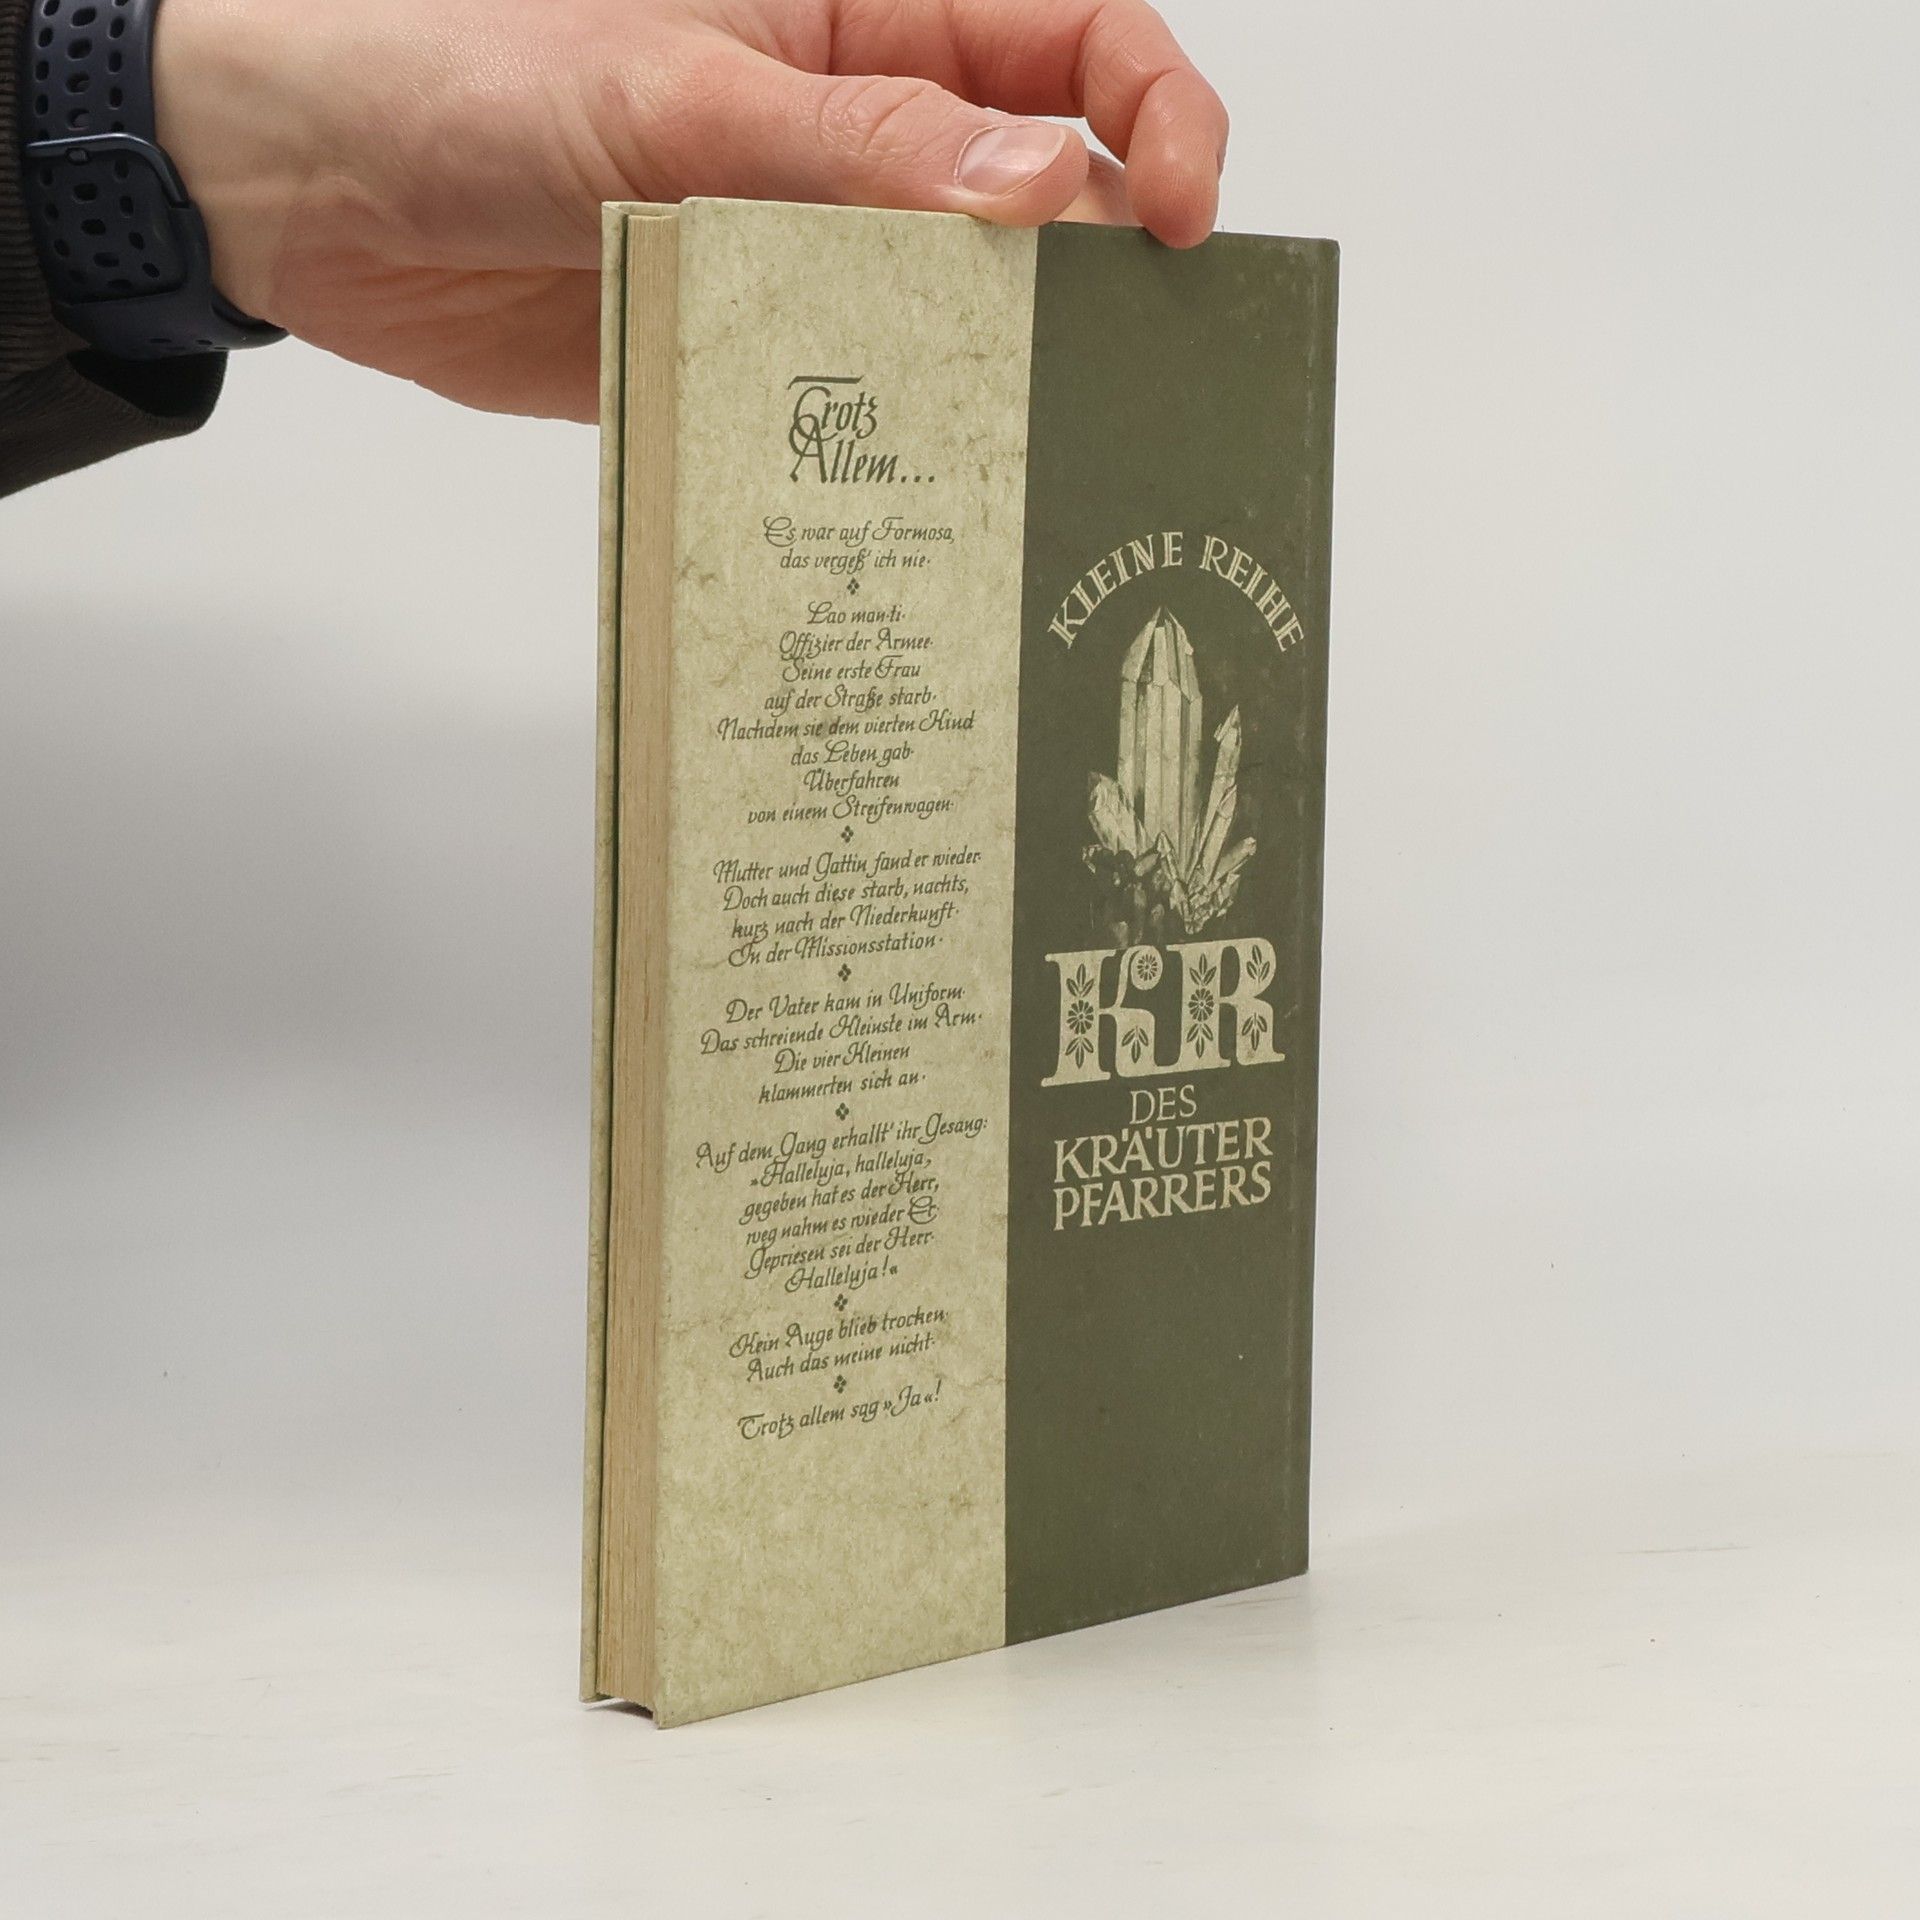 Trotz
Allem...
Es war auf Formosa,
das vergeß' ich nie·
Lao man·ti·
Offizier der Armee·
Seine erste Frau
auf der Straße starb·
Nachdem sie dem vierten Kind
das Leben gab·
Überfahren
von einem Streifenwagen·
Mutter und Gattin fand er wieder·
Doch auch diese starb, nachts,
kurz nach der Niederkunft·
In der Missionsstation·
Der Vater kam in Uniform·
Das schreiende Kleinste im Arm·
Die vier Kleinen
klammerten sich an·
Auf dem Gang erhallt' ihr Gesang:
»Halleluja, halleluja,
gegeben hat es der Herr,
weg nahm es wieder Er·
Gepriesen sei der Herr·
Halleluja!«
Kein Auge blieb trocken·
Auch das meine nicht·
Trotz allem sag »Ja«!
KLEINE REIHE
KR
DES
KRÄUTER
PFARRERS